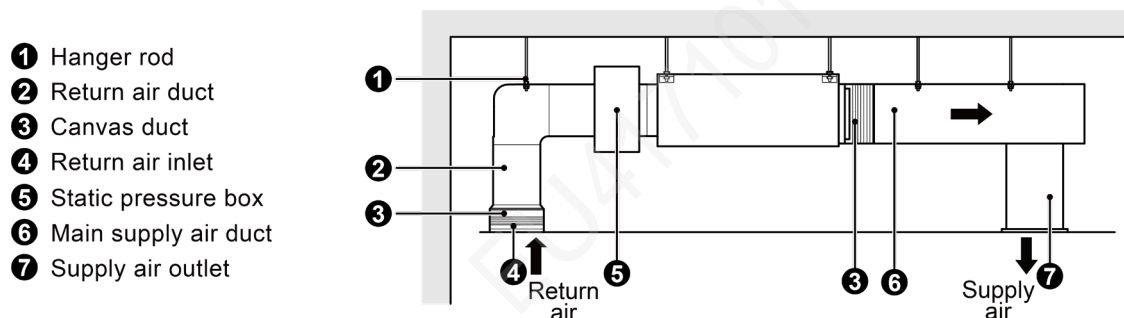 1 Hanger rod
2 Return air duct
3 Canvas duct
4 Return air inlet
5 Static pressure box
6 Main supply air duct
7 Supply air outlet
1
2
3
4
5
3
6
7
Return
air
Supply
air